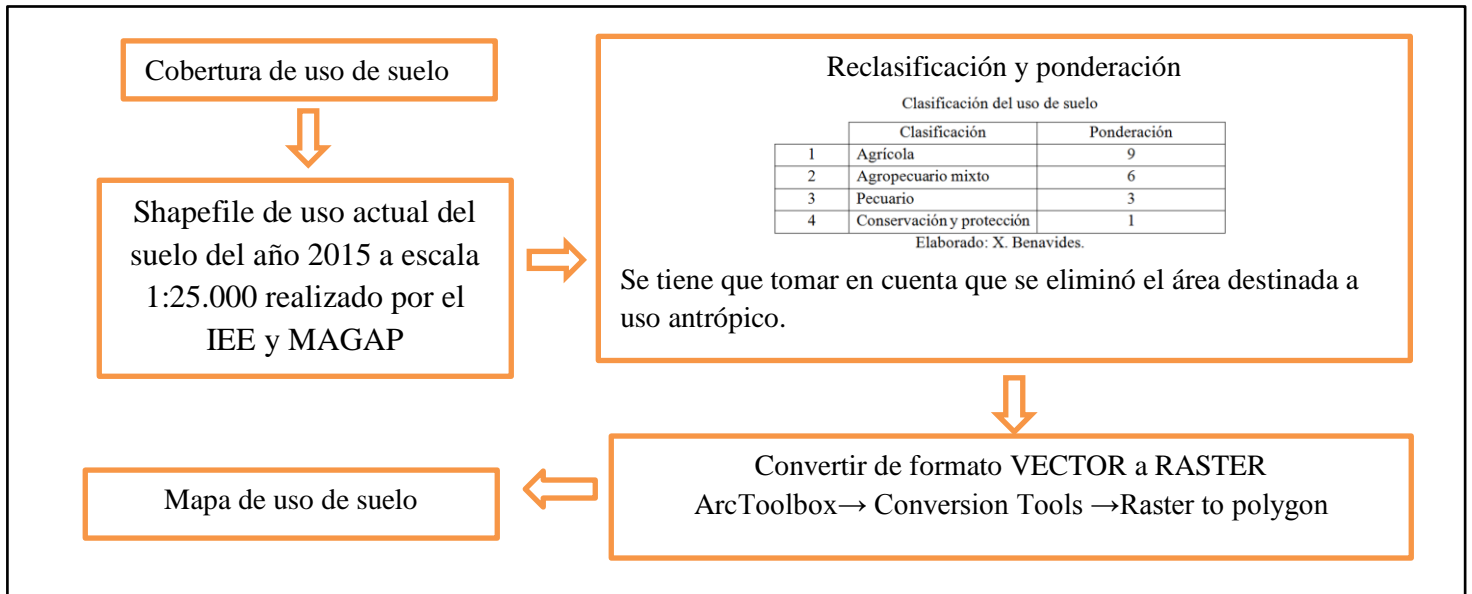 Cobertura de uso de suelo
Shapefile de uso actual del
suelo del año 2015 a escala
1:25.000 realizado por el
IEE y MAGAP
Reclasificación y ponderación
Clasificación del uso de suelo
Clasificación Ponderación
1 Agrícola 9
2 Agropecuario mixto 6
3 Pecuario 3
4 Conservación y protección 1
Elaborado: X. Benavides.
Se tiene que tomar en cuenta que se eliminó el área destinada a
uso antrópico.
Convertir de formato VECTOR a RASTER
ArcToolbox→ Conversion Tools →Raster to polygon
Mapa de uso de suelo